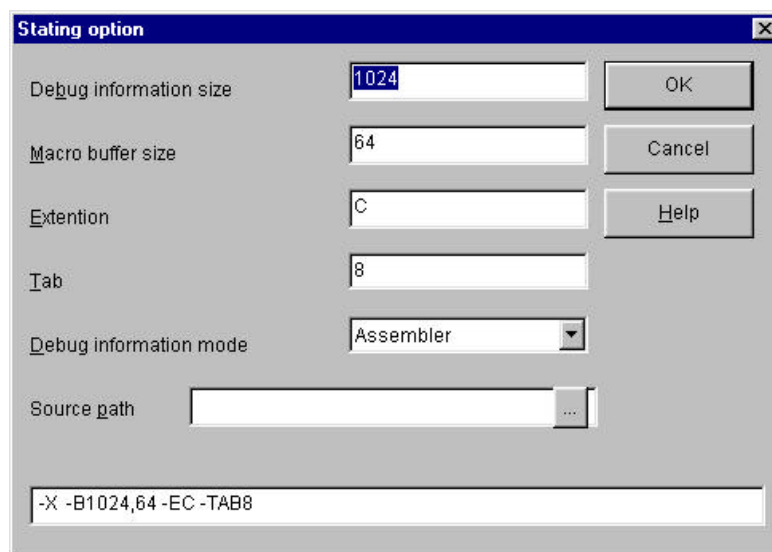 Stating option
Debug information size 1024 OK
Macro buffer size 64 Cancel
Extention C Help
Tab 8
Debug information mode Assembler
Source path ...
-X -B1024,64 -EC -TAB8